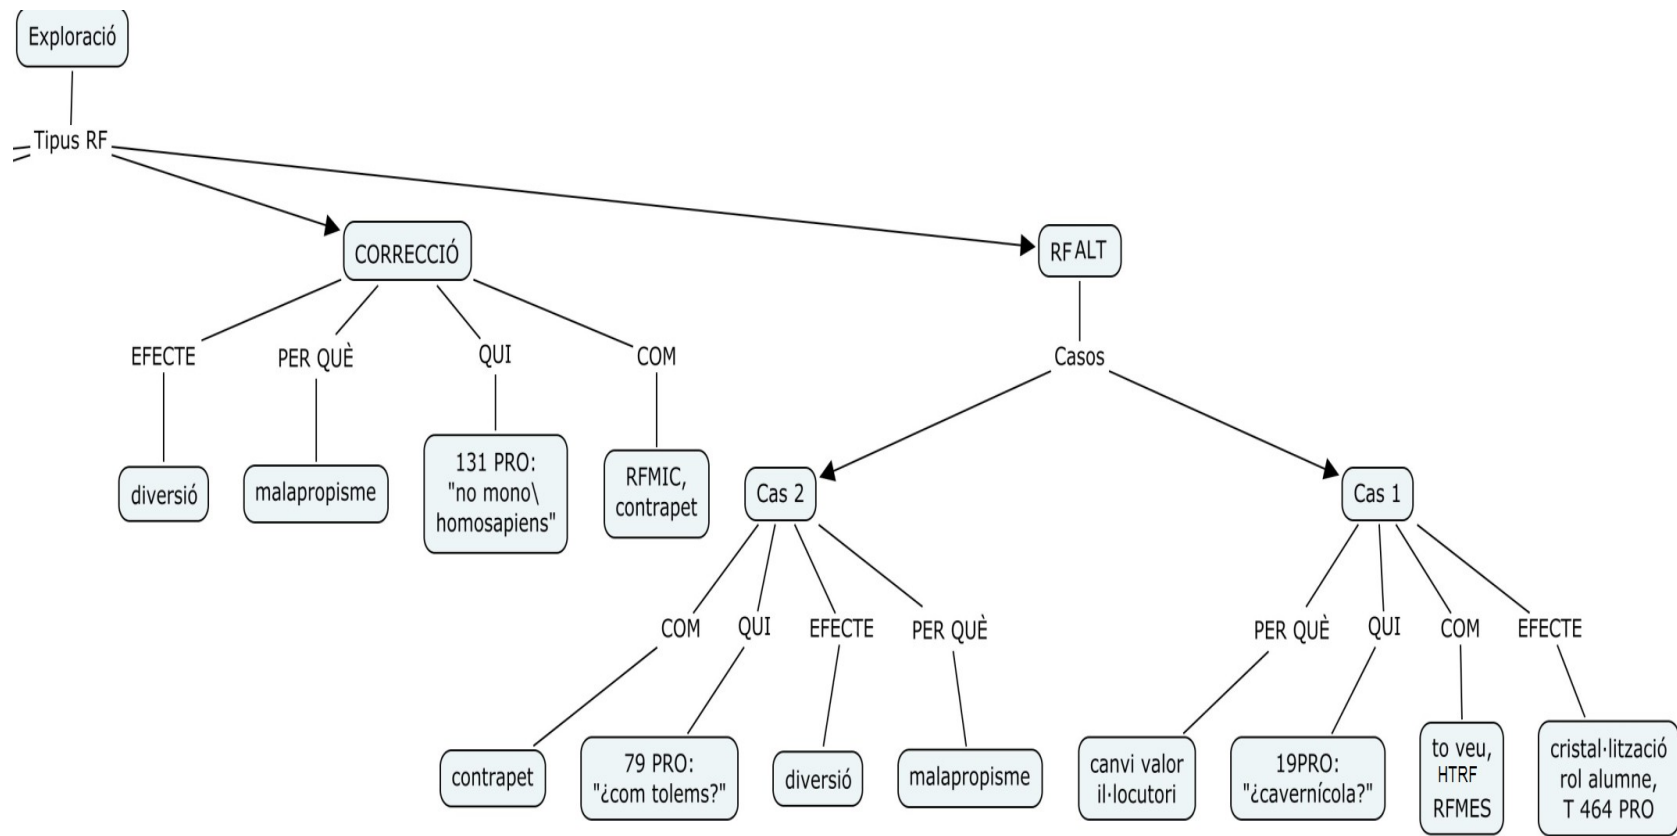 Exploració
Tipus RF
CORRECCIÓ
RF ALT
EFECTE
PER QUÈ
QUI
COM
Casos
diversió
malapropisme
131 PRO:
"no mono\
homosapiens"
RFMIC,
contrapet
Cas 2
Cas 1
COM
QUI
EFECTE
PER QUÈ
PER QUÈ
QUI
COM
EFECTE
contrapet
79 PRO:
"¿com tolems?"
diversió
malapropisme
canvi valor
il·locutori
19PRO:
"¿cavernícola?"
to veu,
HTRF
RFMES
cristal·lització
rol alumne,
T 464 PRO